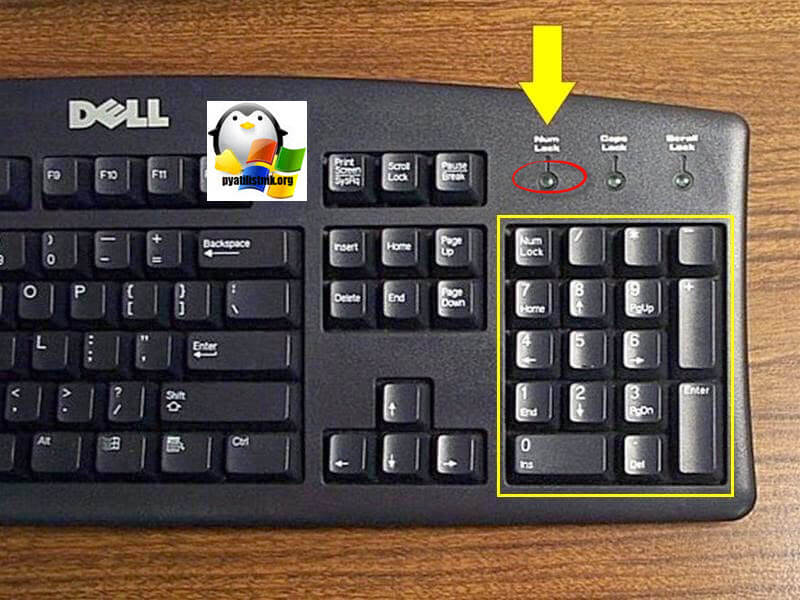 DELL
pyatilistnik.org
Num
Lock
Caps
Lock
Scroll
Lock
F9
F10
F11
Print
Screen
SysRq
Scroll
Lock
Pause
Break
)
0
—
-
+
=
Backspace
Insert
Home
Page
Up
Num
Lock
/
*
-
O
P
{
[
}
]
\
Delete
End
Page
Down
7
Home
8
↑
9
PgUp
+
L
:
;
"
'
Enter
4
←
5
6
→
<
,
>
.
?
/
Shift
↑
1
End
2
↓
3
PgDn
Enter
Alt
Ctrl
←
↓
→
0
Ins
.
Del